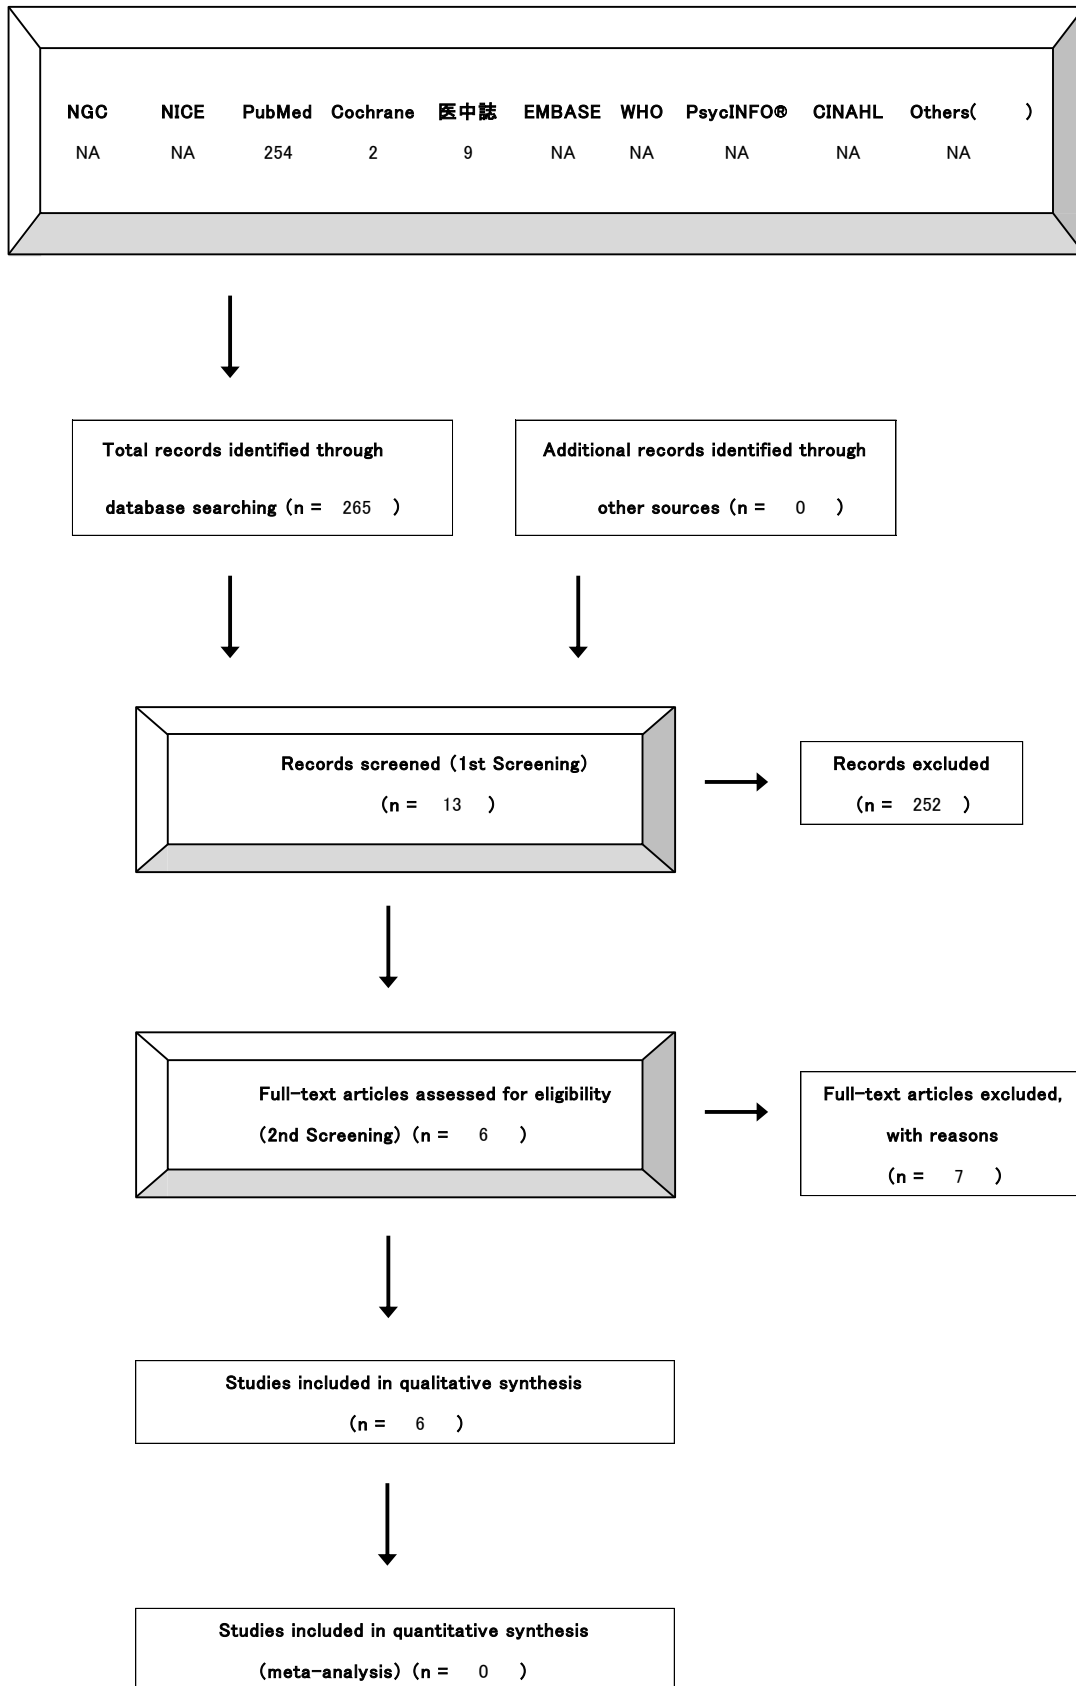 NGC NICE PubMed Cochrane 医中誌 EMBASE WHO PsycINFO® CINAHL Others( )
NA NA 254 2 9 NA NA NA NA NA
Total records identified through
database searching (n = 265 )
Additional records identified through
other sources (n = 0 )
Records screened (1st Screening)
(n = 13 )
Records excluded
(n = 252 )
Full-text articles assessed for eligibility
(2nd Screening) (n = 6 )
Full-text articles excluded,
with reasons
(n = 7 )
Studies included in qualitative synthesis
(n = 6 )
Studies included in quantitative synthesis
(meta-analysis) (n = 0 )